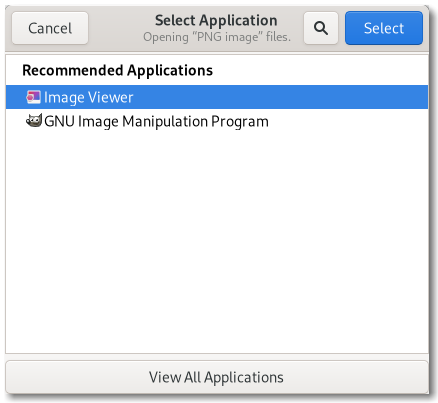 Cancel
Select Application
Opening “PNG image” files.
Select
Recommended Applications
Image Viewer
GNU Image Manipulation Program
View All Applications